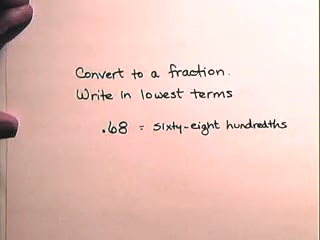 Convert to a fraction.
Write in lowest terms
.68 = sixty-eight hundredths